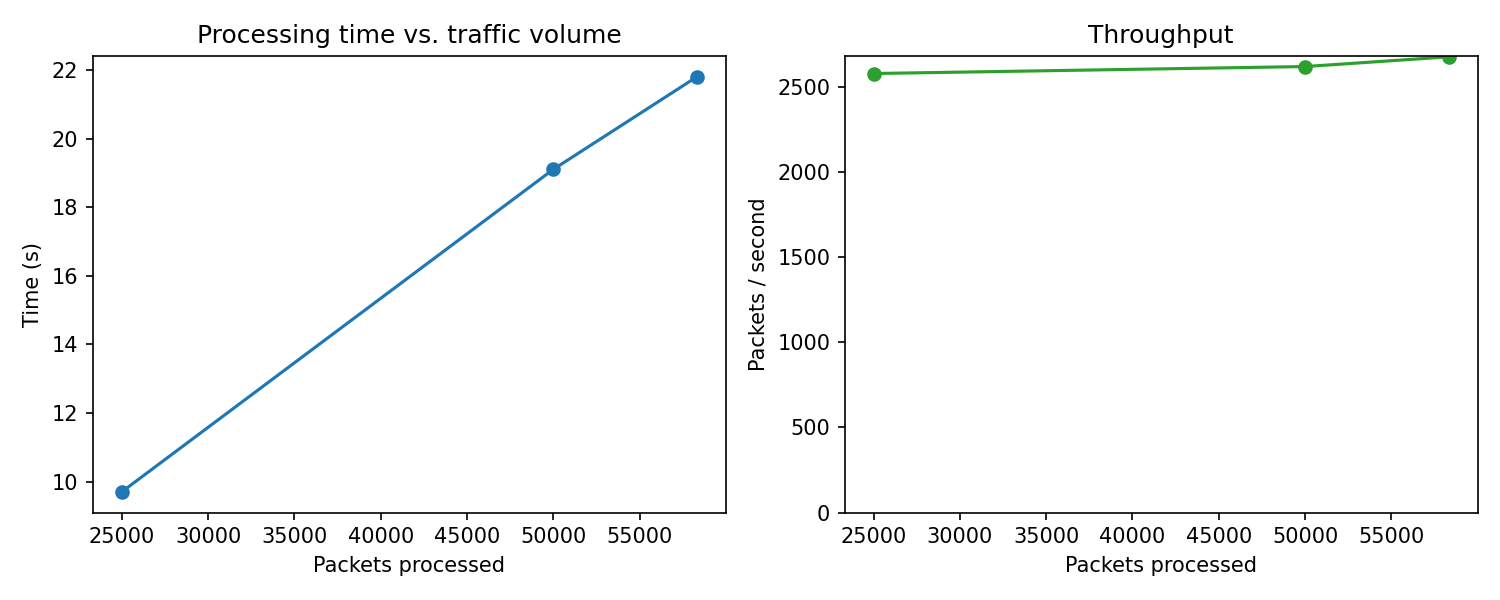 Processing time vs. traffic volume
Time (s)
22
20
18
16
14
12
10
25000 30000 35000 40000 45000 50000 55000
Packets processed
Throughput
Packets / second
2500
2000
1500
1000
500
0
25000 30000 35000 40000 45000 50000 55000
Packets processed